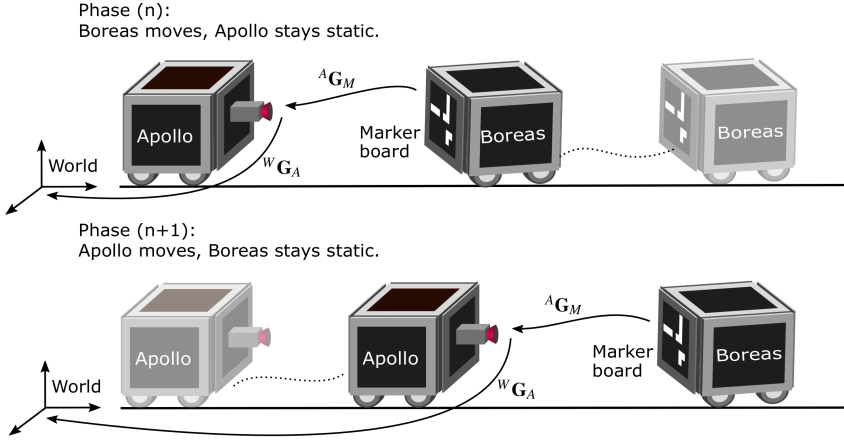 Phase (n):
Boreas moves, Apollo stays static.
ᴬG_M
Apollo
Marker
board
Boreas
Boreas
World
ᵂG_A
Phase (n+1):
Apollo moves, Boreas stays static.
ᴬG_M
Apollo
Apollo
Marker
board
Boreas
World
ᵂG_A